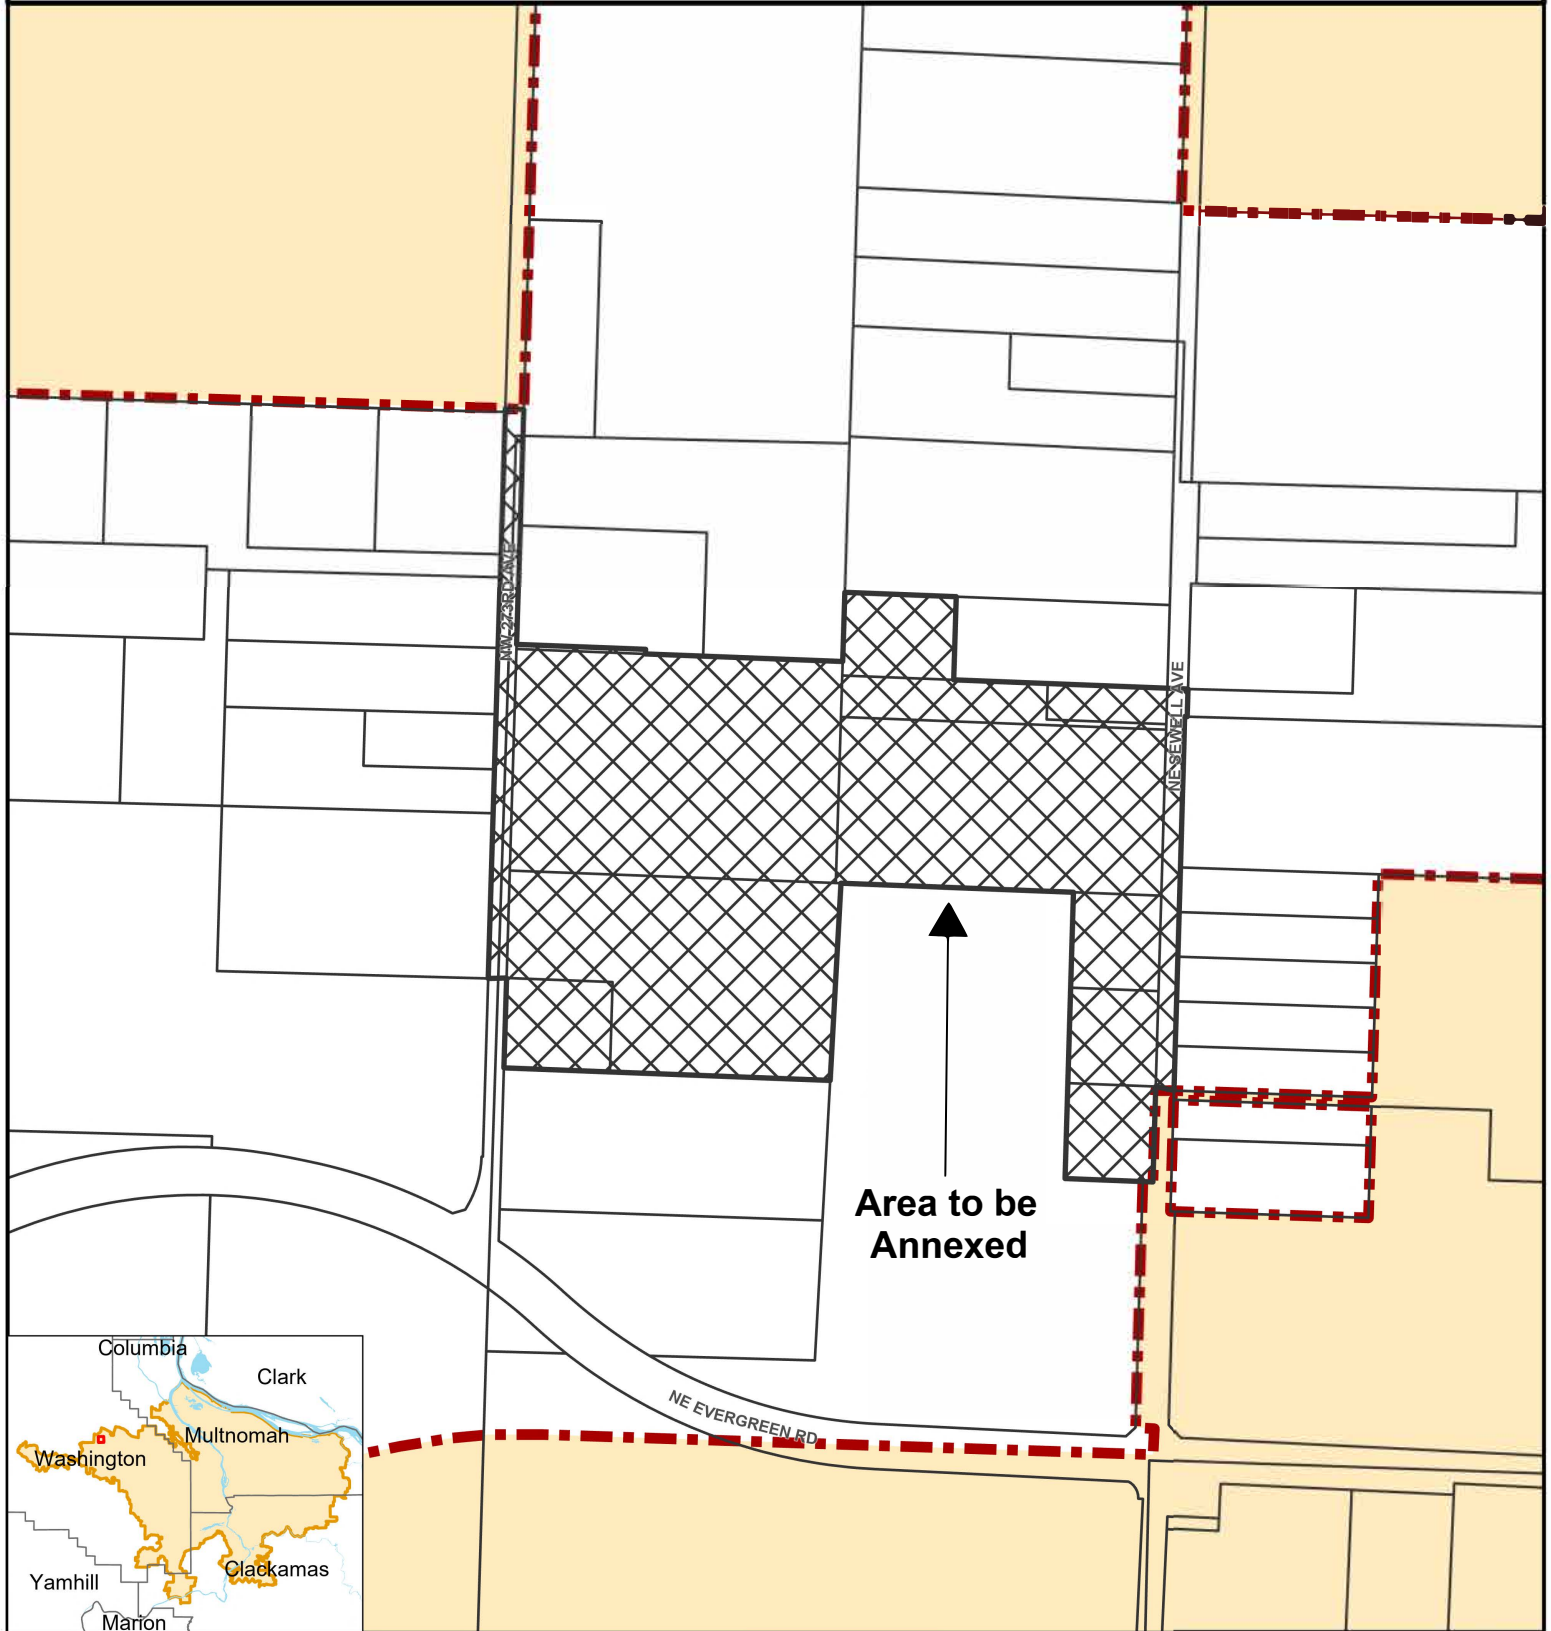 NW 273RD AVE
NE SEWELL AVE
Area to be
Annexed
NE EVERGREEN RD
Columbia
Clark
Multnomah
Washington
Clackamas
Yamhill
Marion